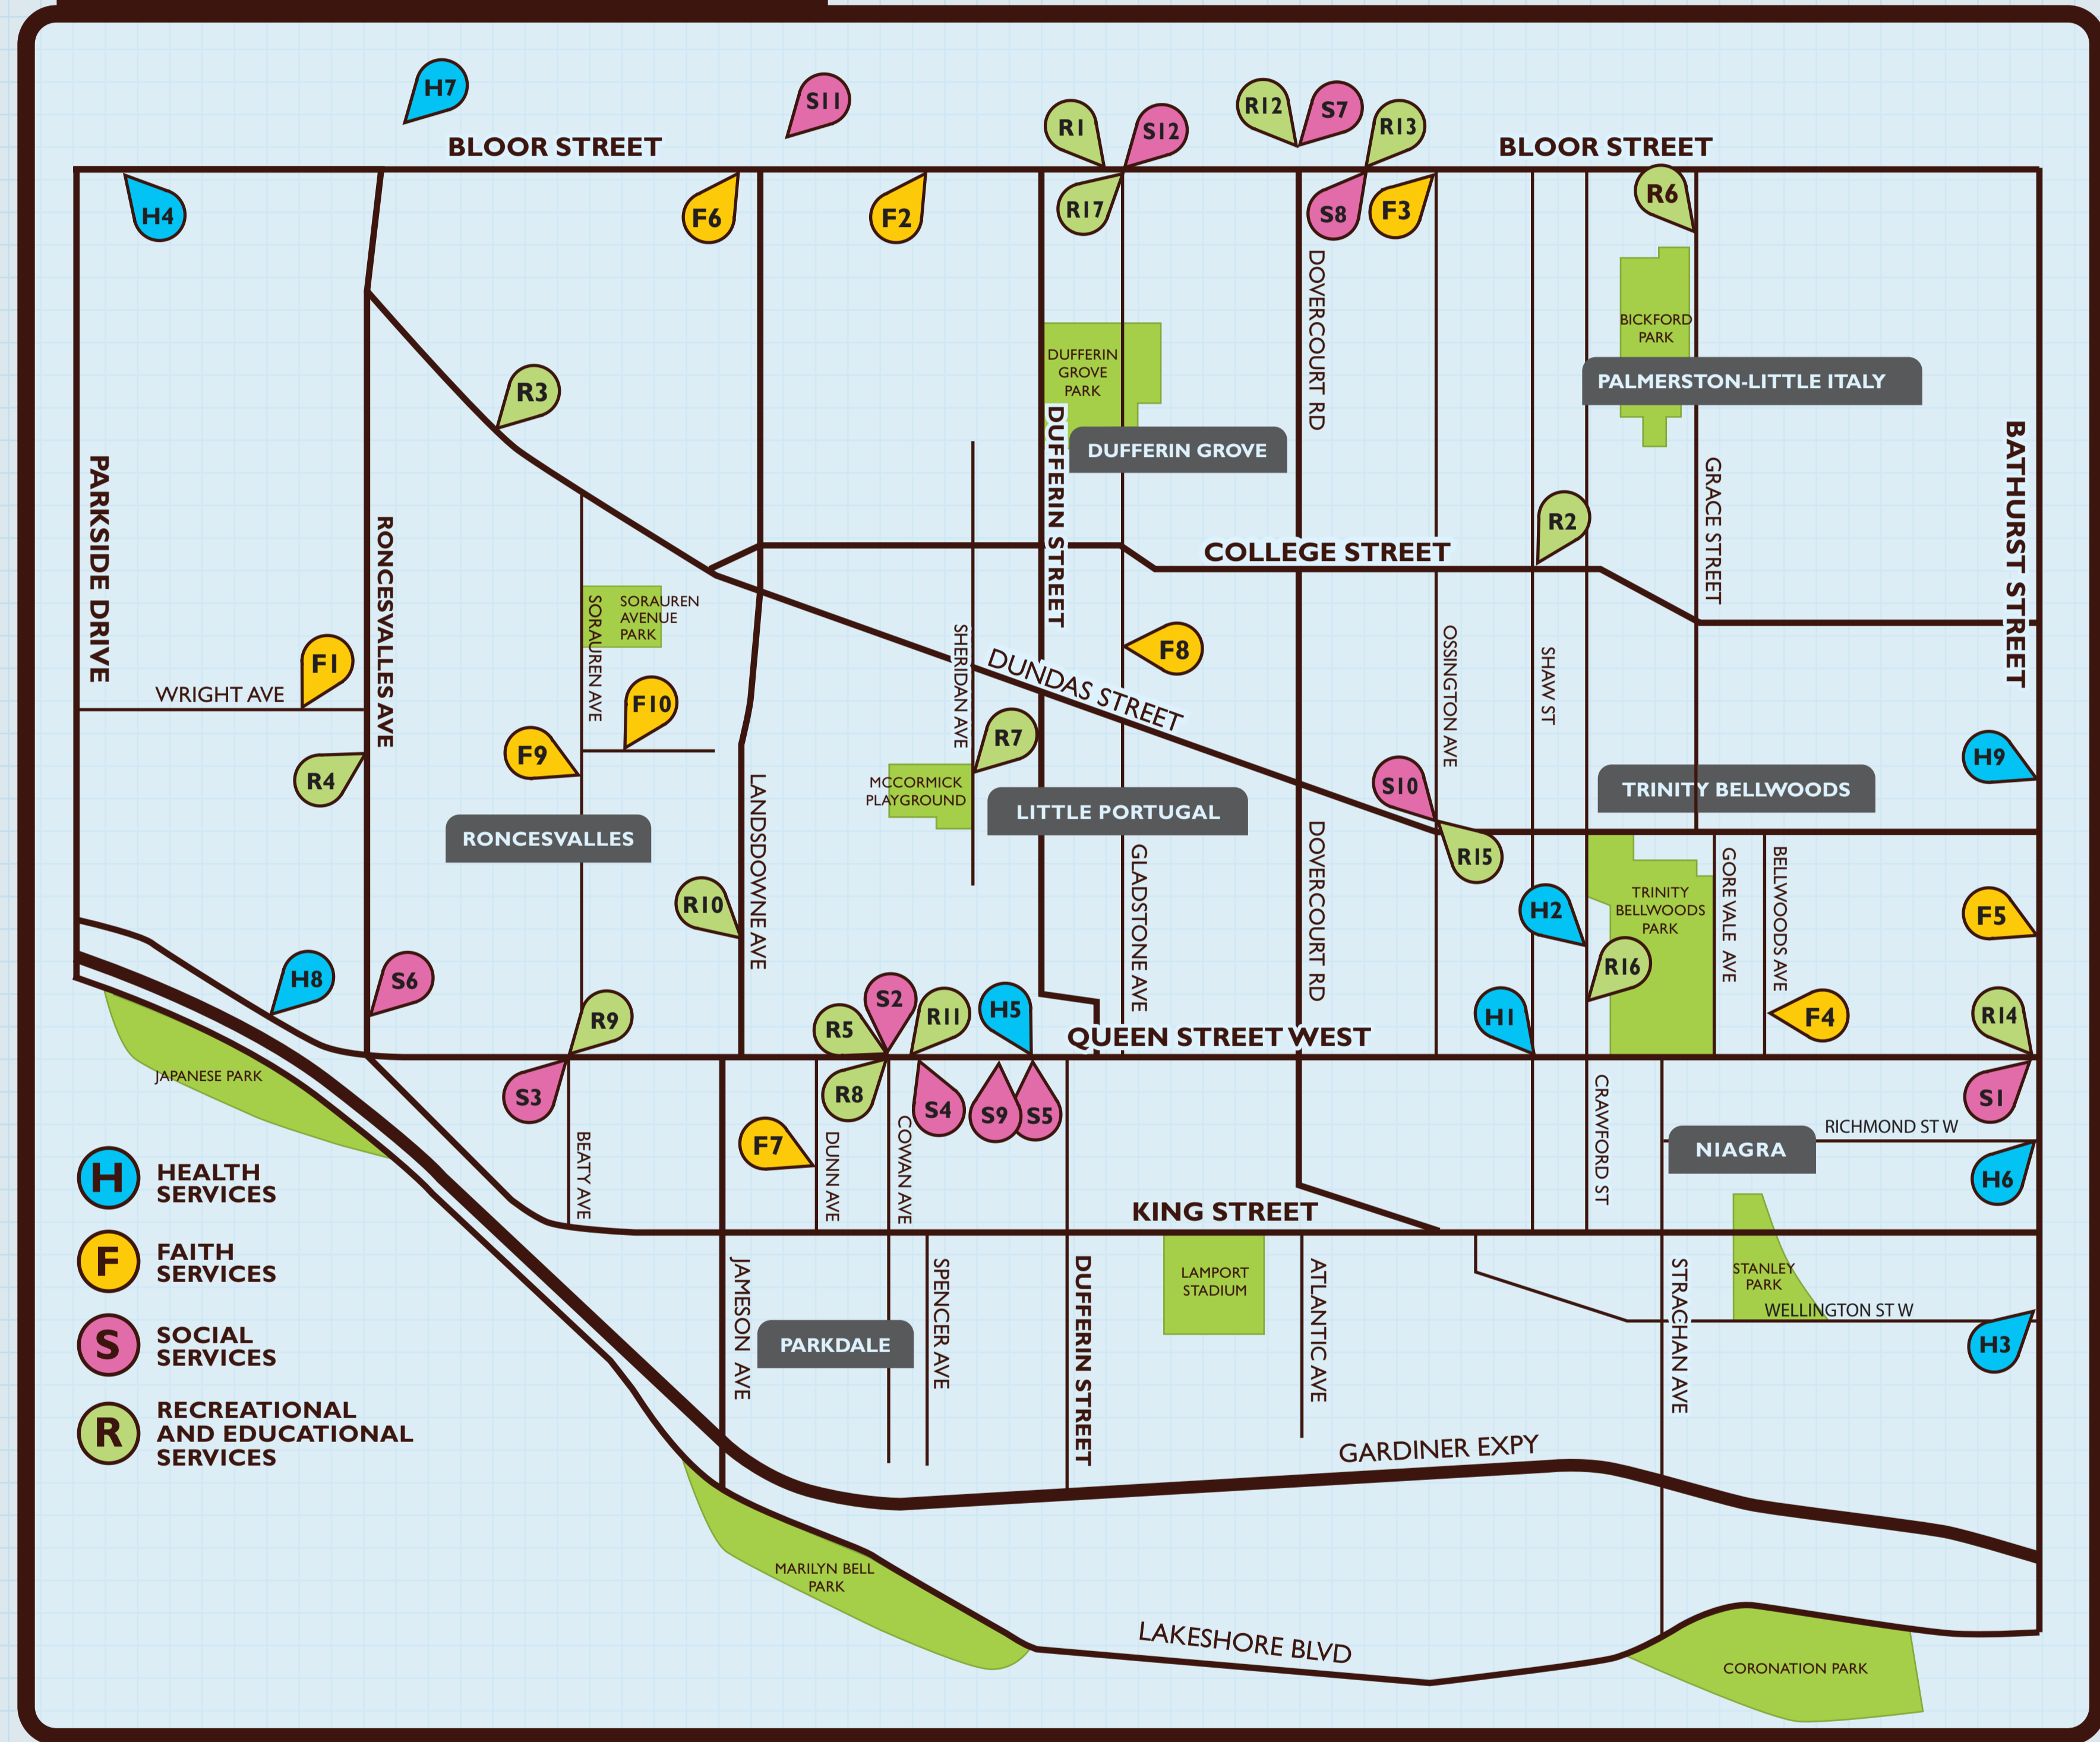 H7
S11
R12
S7
R1
S12
R13
BLOOR STREET
BLOOR STREET
H4
F6
F2
R17
S8
F3
R6
DOVERCOURT RD
BICKFORD
PARK
DUFFERIN
GROVE
PARK
PALMERSTON-LITTLE ITALY
R3
DUFFERIN STREET
DUFFERIN GROVE
PARKSIDE DRIVE
RONCESVALLES AVE
GRACE STREET
BATHURST STREET
R2
COLLEGE STREET
SORAUREN AVE
SORAUREN
AVENUE
PARK
SHERIDAN AVE
F8
OSSINGTON AVE
SHAW ST
F1
WRIGHT AVE
DUNDAS STREET
F10
F9
R4
R7
H9
MCCORMICK
PLAYGROUND
LANDSDOWNE AVE
S10
TRINITY BELLWOODS
LITTLE PORTUGAL
RONCESVALLES
DOVERCOURT RD
GLADSTONE AVE
R15
GORE VALE AVE
BELLWOODS AVE
TRINITY
BELLWOODS
PARK
R10
H2
F5
R16
H8
S6
S2
R9
R5
R11
H5
H1
F4
R14
QUEEN STREET WEST
JAPANESE PARK
S3
R8
S4
S9
S5
CRAWFORD ST
S1
RICHMOND ST W
BEATY AVE
F7
DUNN AVE
COWAN AVE
NIAGRA
H6
H
HEALTH
SERVICES
KING STREET
F
FAITH
SERVICES
JAMESON AVE
SPENCER AVE
DUFFERIN STREET
LAMPORT
STADIUM
ATLANTIC AVE
STRACHAN AVE
STANLEY
PARK
WELLINGTON ST W
S
SOCIAL
SERVICES
PARKDALE
H3
R
RECREATIONAL
AND EDUCATIONAL
SERVICES
GARDINER EXPY
MARILYN BELL
PARK
LAKESHORE BLVD
CORONATION PARK